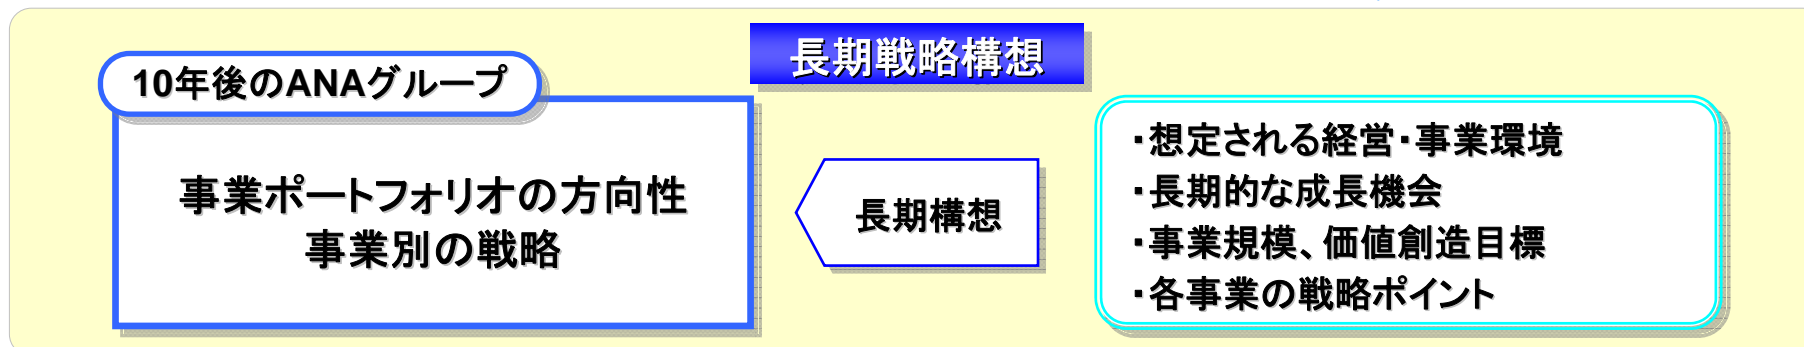 長期戦略構想
10年後のANAグループ
事業ポートフォリオの方向性
事業別の戦略
長期構想
・想定される経営・事業環境
・長期的な成長機会
・事業規模、価値創造目標
・各事業の戦略ポイント